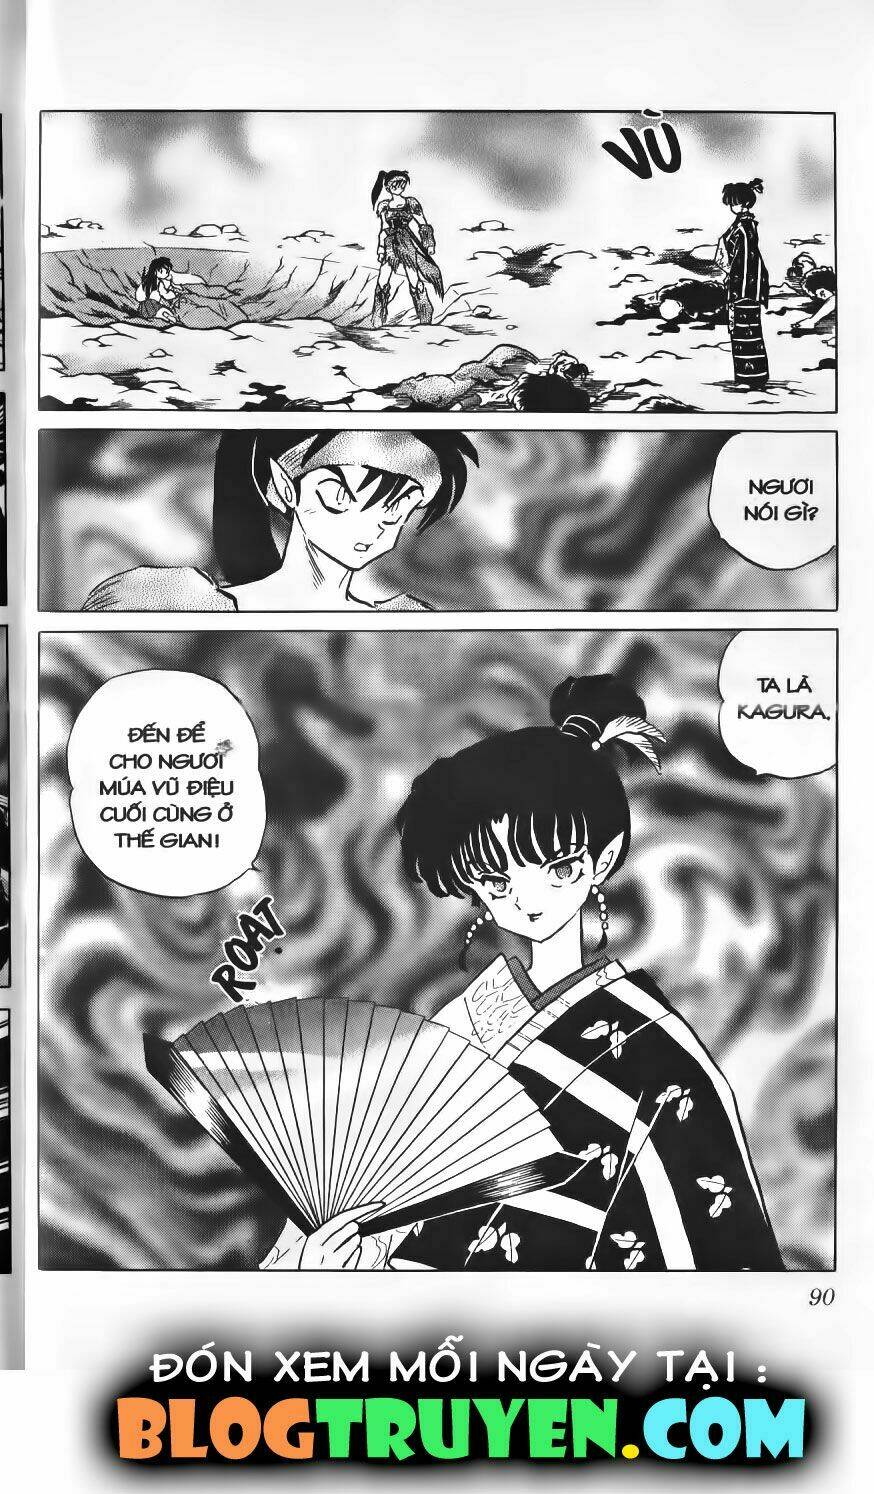 VÙ
NGƯƠI
NÓI GÌ?
TA LÀ
KAGURA,
ĐẾN ĐỂ
CHO NGƯƠI
MÚA VŨ ĐIỆU
CUỐI CÙNG Ở
THẾ GIAN!
ROẠT
90
ĐÓN XEM MỖI NGÀY TẠI :
BLOGTRUYEN.COM